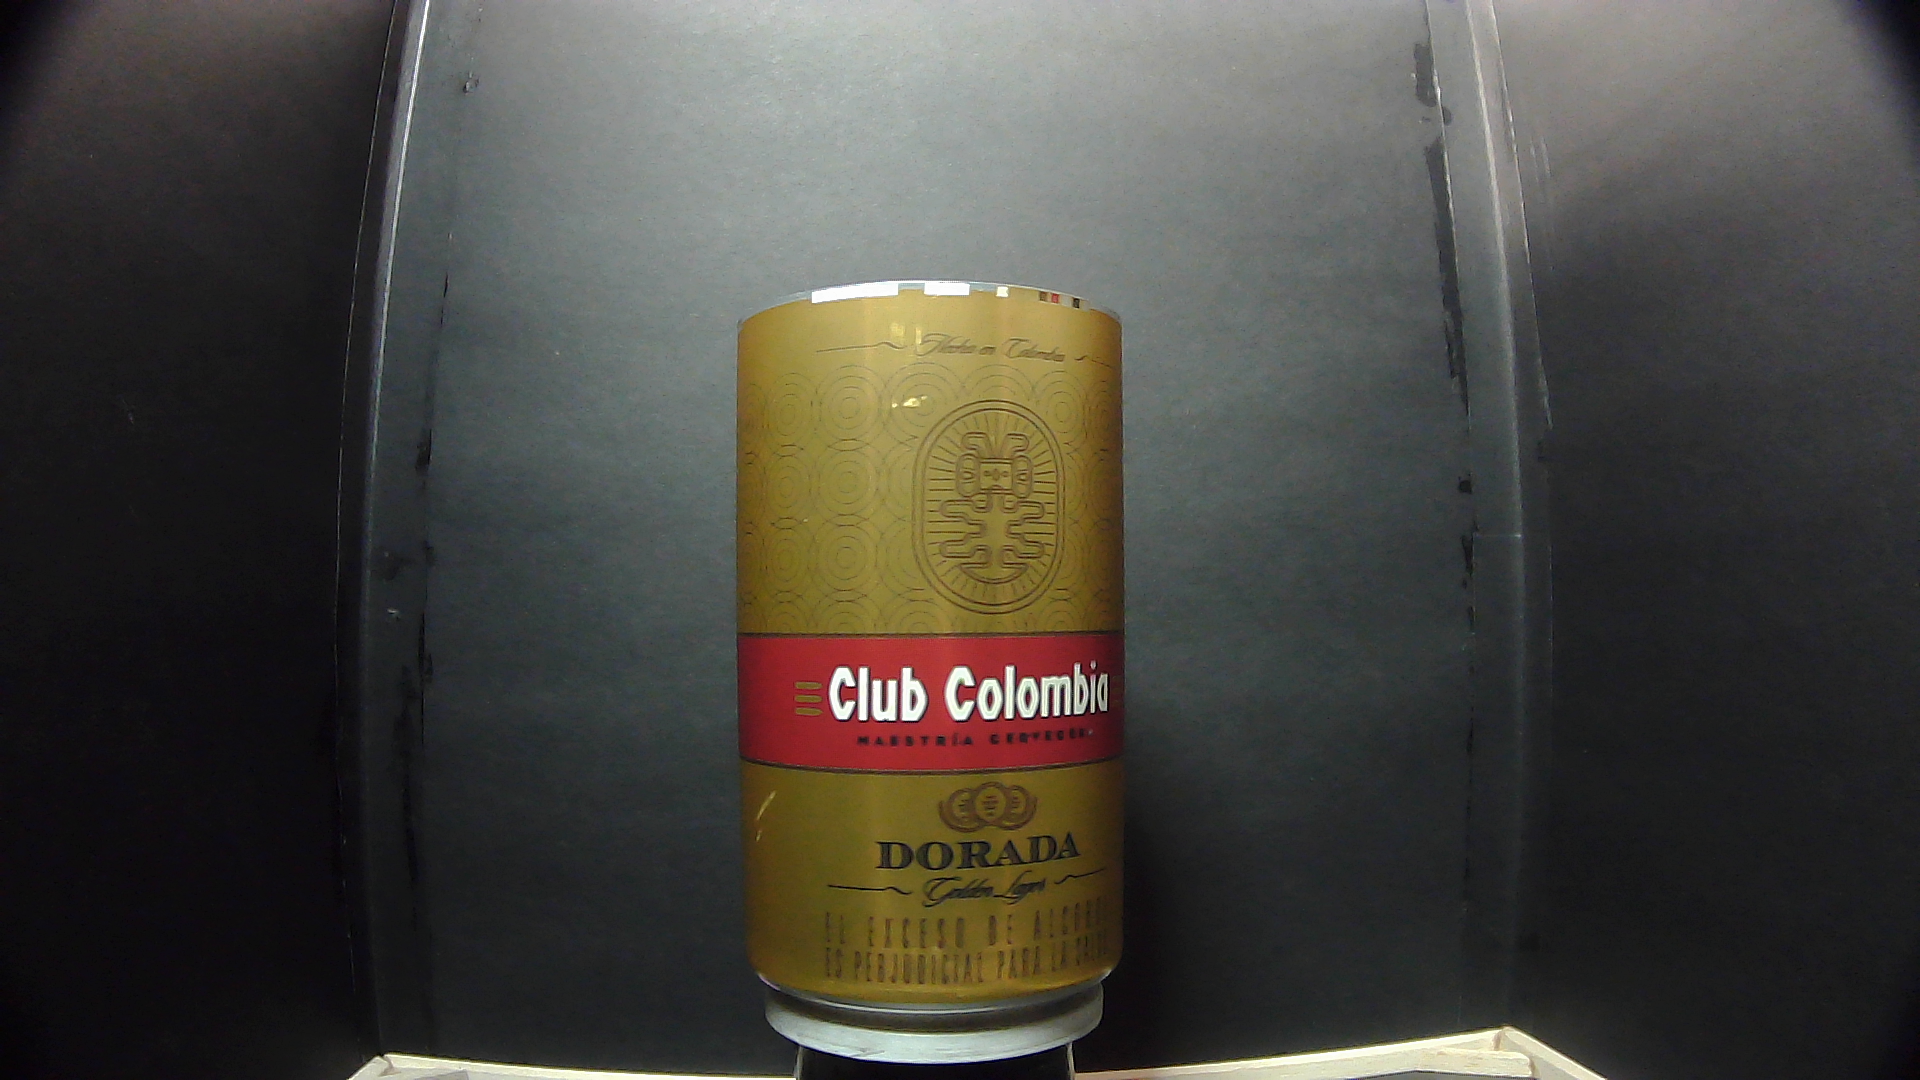 Hecho en Colombia
Club Colombia
MAESTRÍA CERVECERA
DORADA
Golden Lager
EL EXCESO DE ALCOHOL
ES PERJUDICIAL PARA LA SALUD